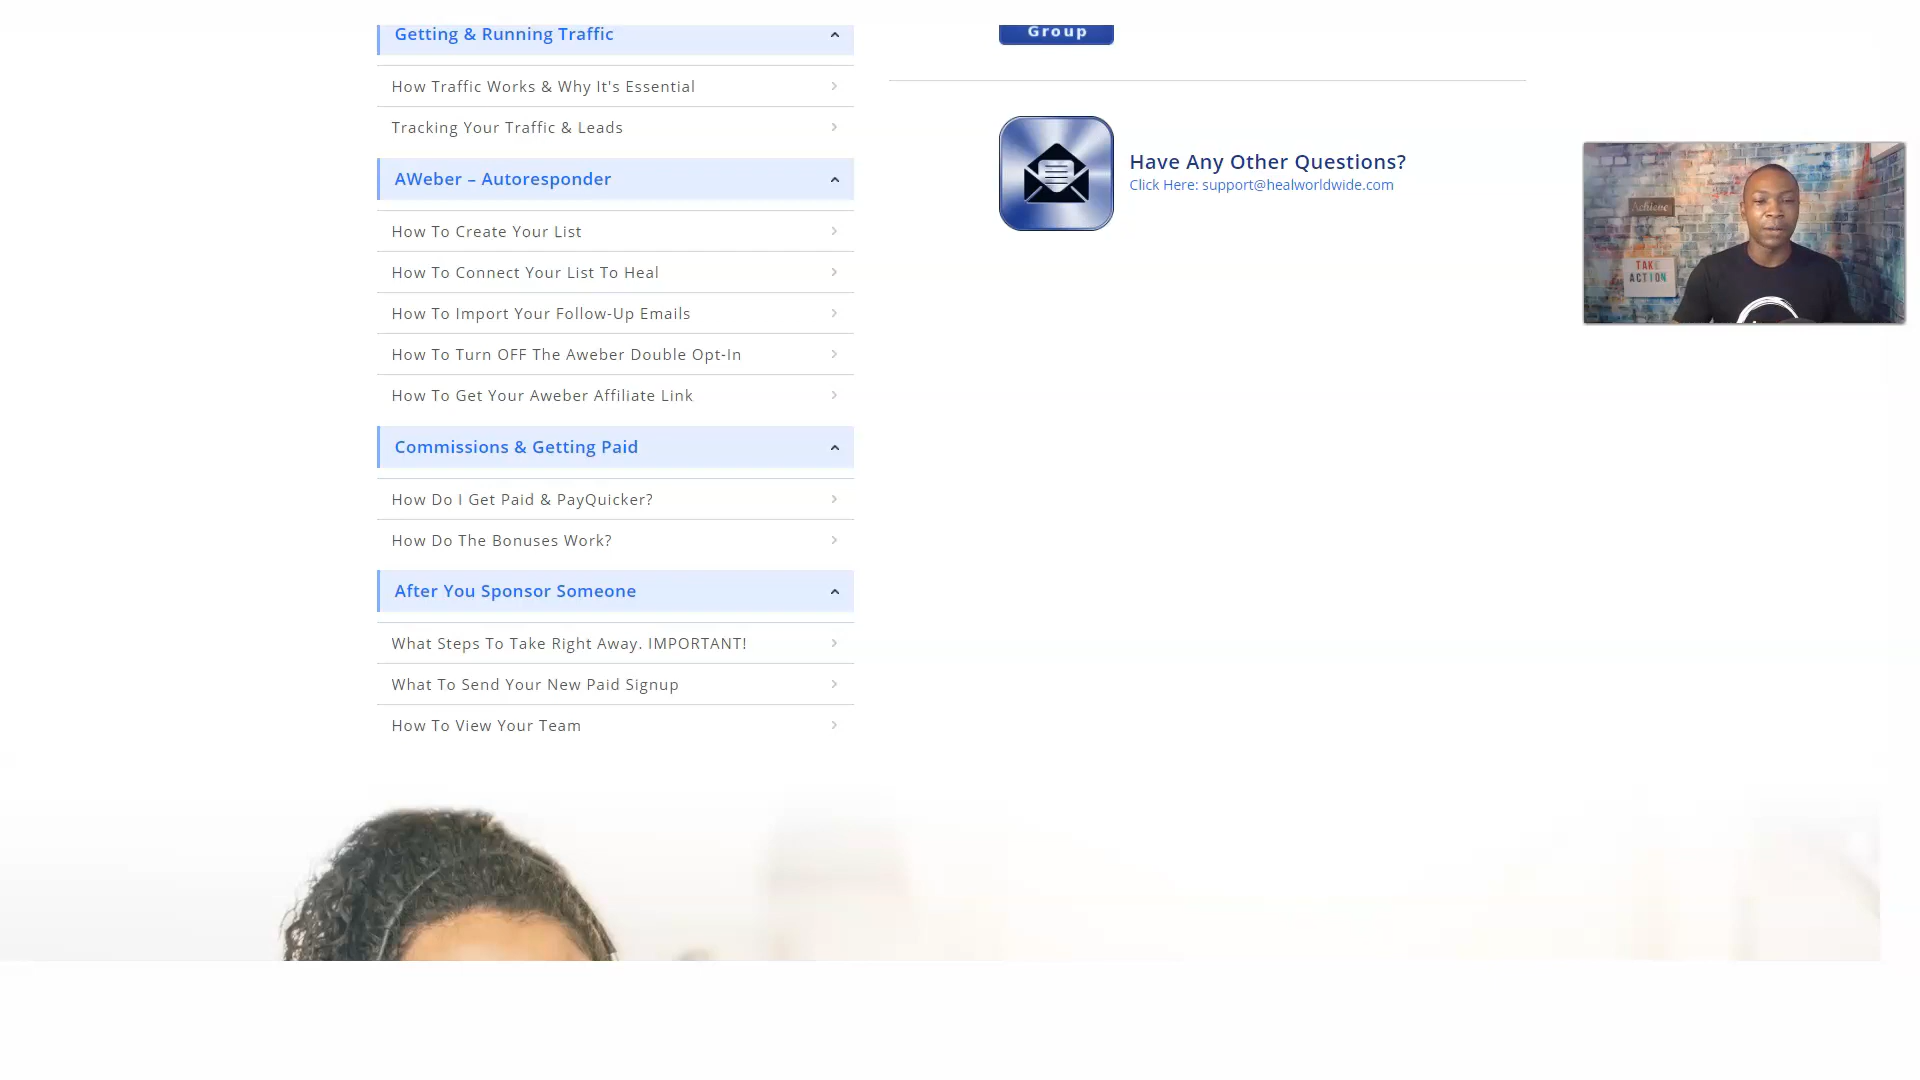 Getting & Running Traffic
How Traffic Works & Why It's Essential
Tracking Your Traffic & Leads
AWeber – Autoresponder
How To Create Your List
How To Connect Your List To Heal
How To Import Your Follow-Up Emails
How To Turn OFF The Aweber Double Opt-In
How To Get Your Aweber Affiliate Link
Commissions & Getting Paid
How Do I Get Paid & PayQuicker?
How Do The Bonuses Work?
After You Sponsor Someone
What Steps To Take Right Away. IMPORTANT!
What To Send Your New Paid Signup
How To View Your Team
Group
Have Any Other Questions?
Click Here: support@healworldwide.com
Achieve
TAKE
ACTION